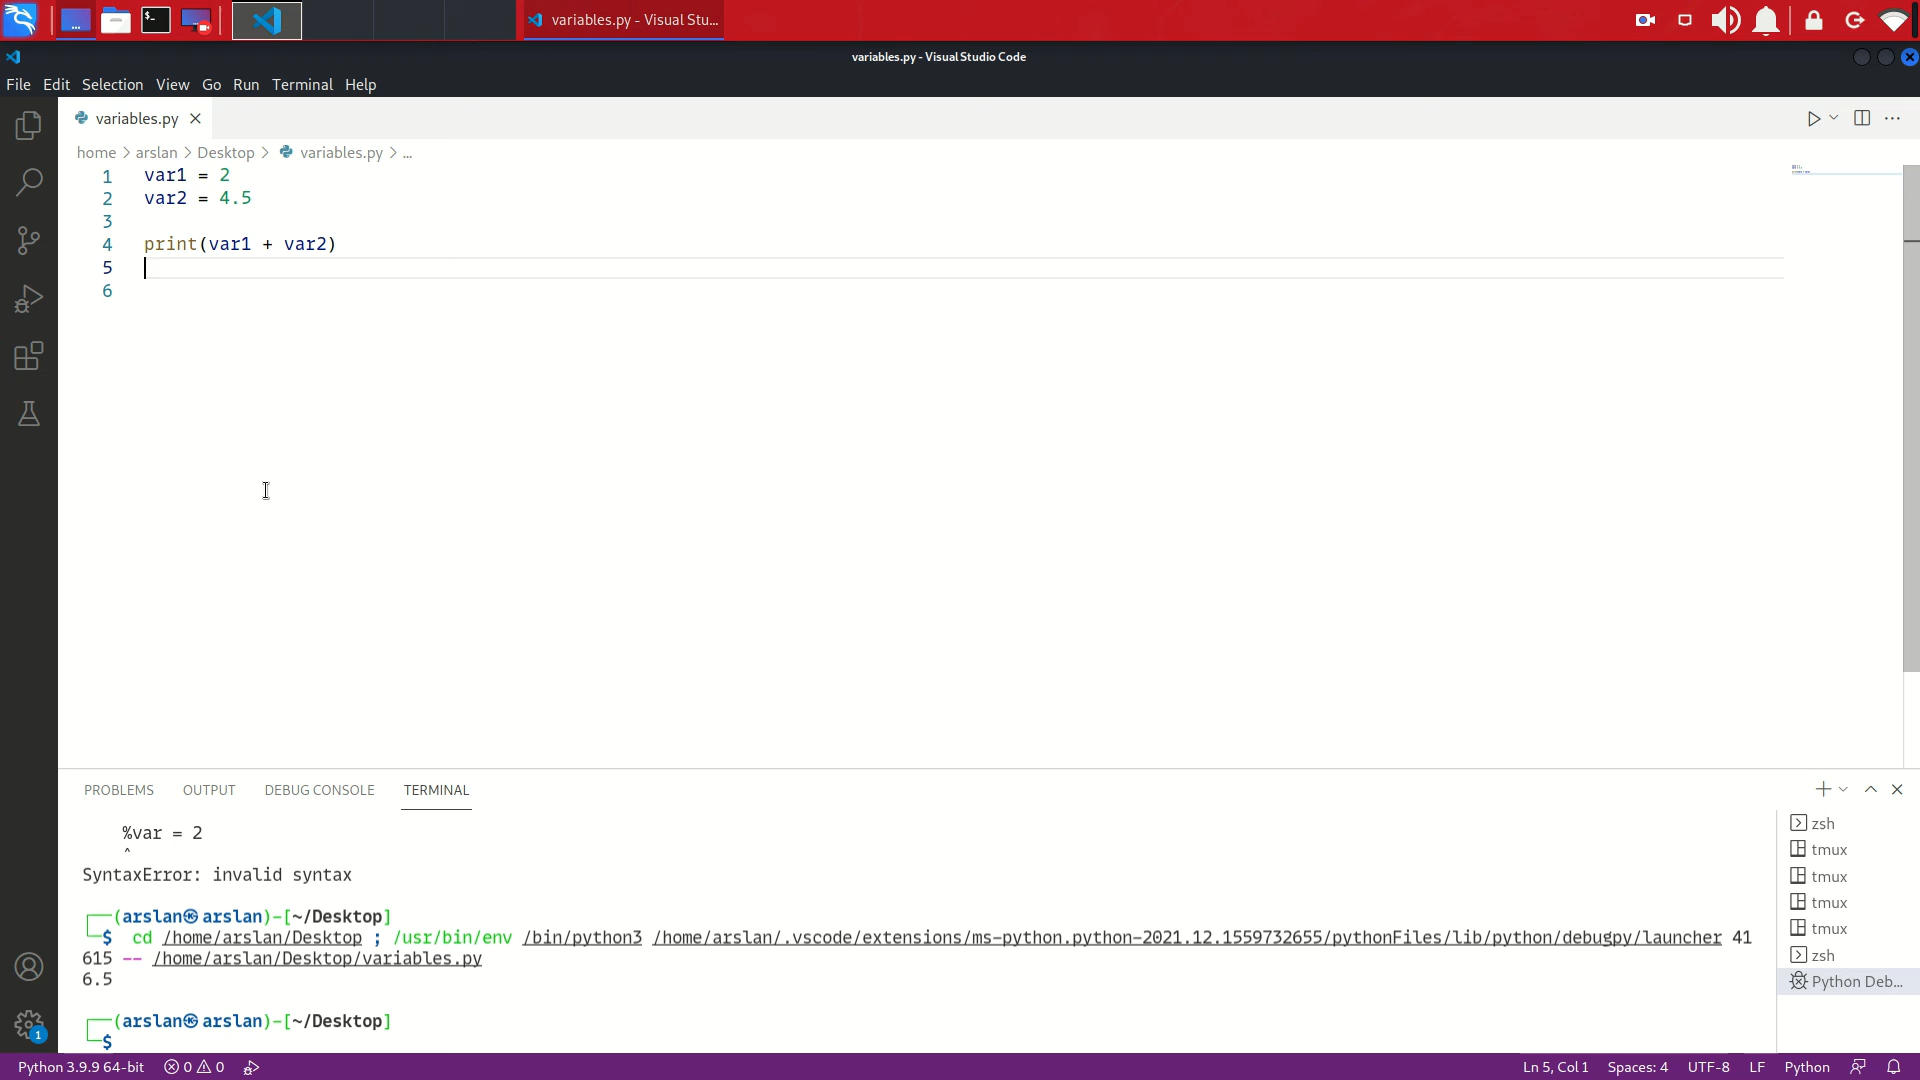 variables.py - Visual Stu...
variables.py - Visual Studio Code
File Edit Selection View Go Run Terminal Help
variables.py
home > arslan > Desktop > variables.py > ...
1 var1 = 2
2 var2 = 4.5
3
4 print(var1 + var2)
5
6
PROBLEMS OUTPUT DEBUG CONSOLE TERMINAL
%var = 2
^
SyntaxError: invalid syntax
┌──(arslan㉿arslan)-[~/Desktop]
└─$ cd /home/arslan/Desktop ; /usr/bin/env /bin/python3 /home/arslan/.vscode/extensions/ms-python.python-2021.12.1559732655/pythonFiles/lib/python/debugpy/launcher 41
615 -- /home/arslan/Desktop/variables.py
6.5
┌──(arslan㉿arslan)-[~/Desktop]
└─$
zsh
tmux
tmux
tmux
tmux
zsh
Python Deb...
1
Python 3.9.9 64-bit 0 0 Ln 5, Col 1 Spaces: 4 UTF-8 LF Python